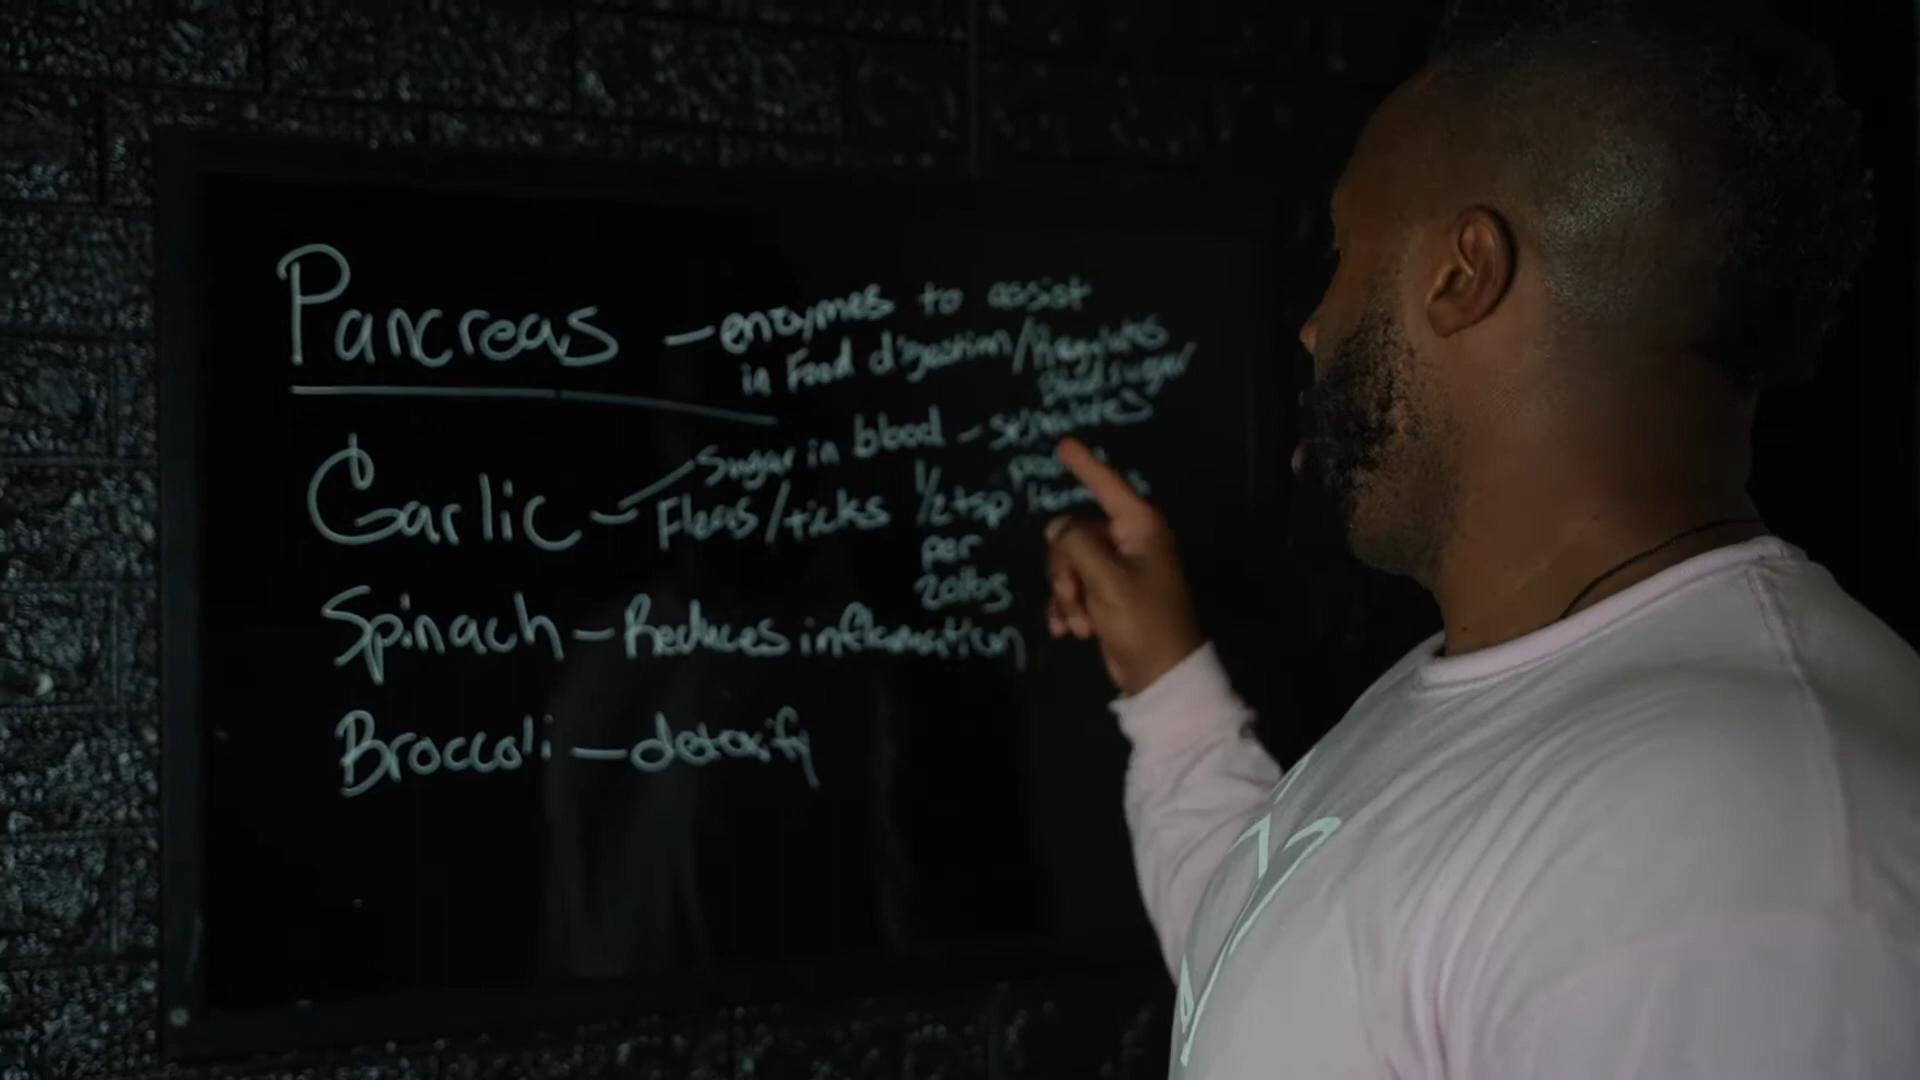 Pancreas - enzymes to assist
in Food digestion / Regulates
Blood sugar
Garlic - Sugar in blood - stimulates
Fleas/ticks 1/2 tsp
per
20lbs
Spinach - Reduces inflammation
Broccoli - detoxify